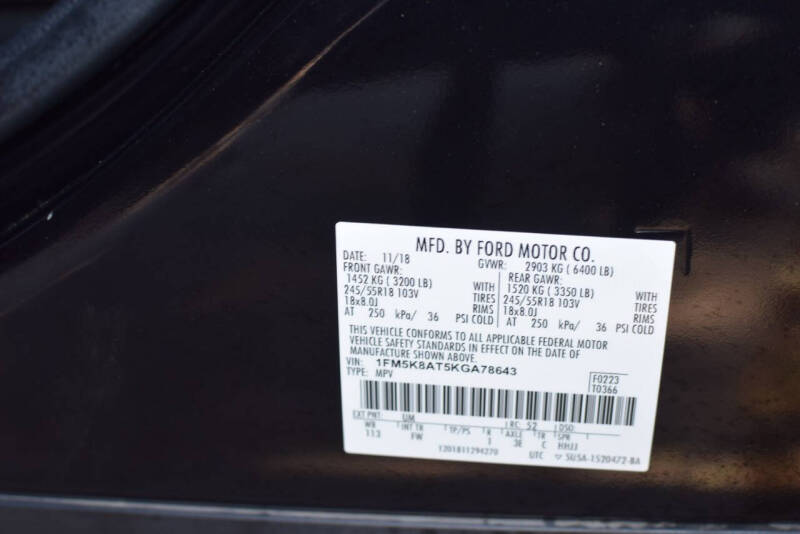 MFD. BY FORD MOTOR CO.
DATE: 11/18 GVWR: 2903 KG ( 6400 LB)
FRONT GAWR: REAR GAWR:
1452 KG ( 3200 LB) WITH 1520 KG ( 3350 LB) WITH
245/55R18 103V TIRES 245/55R18 103V TIRES
18x8.0J RIMS 18x8.0J RIMS
AT 250 kPa/ 36 PSI COLD AT 250 kPa/ 36 PSI COLD
THIS VEHICLE CONFORMS TO ALL APPLICABLE FEDERAL MOTOR
VEHICLE SAFETY STANDARDS IN EFFECT ON THE DATE OF
MANUFACTURE SHOWN ABOVE.
VIN: 1FM5K8AT5KGA78643 F0223
TYPE: MPV T0366
EXT PNT: UM RC: 52 DSO:
WB INT TR TP/PS R AXLE TR SPR
113 FW I 3E C HHJJ
1201811294270 UTC 5U5A-1520472-BA